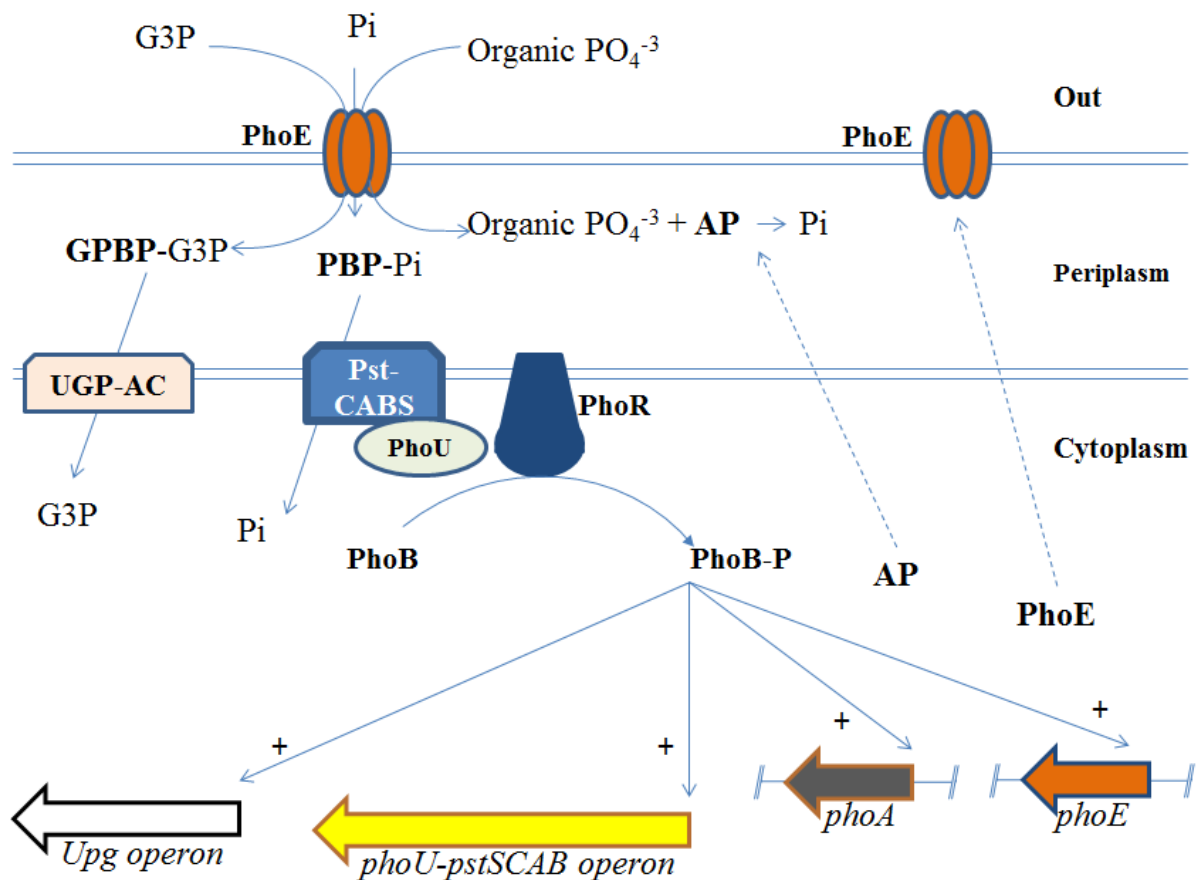 G3P
Pi
Organic PO₄⁻³
Out
PhoE
PhoE
Organic PO₄⁻³ + AP
Pi
GPBP-G3P
PBP-Pi
Periplasm
UGP-AC
Pst-
CABS
PhoR
PhoU
Cytoplasm
G3P
Pi
PhoB
PhoB-P
AP
PhoE
+
+
+
+
Upg operon
phoU-pstSCAB operon
phoA
phoE